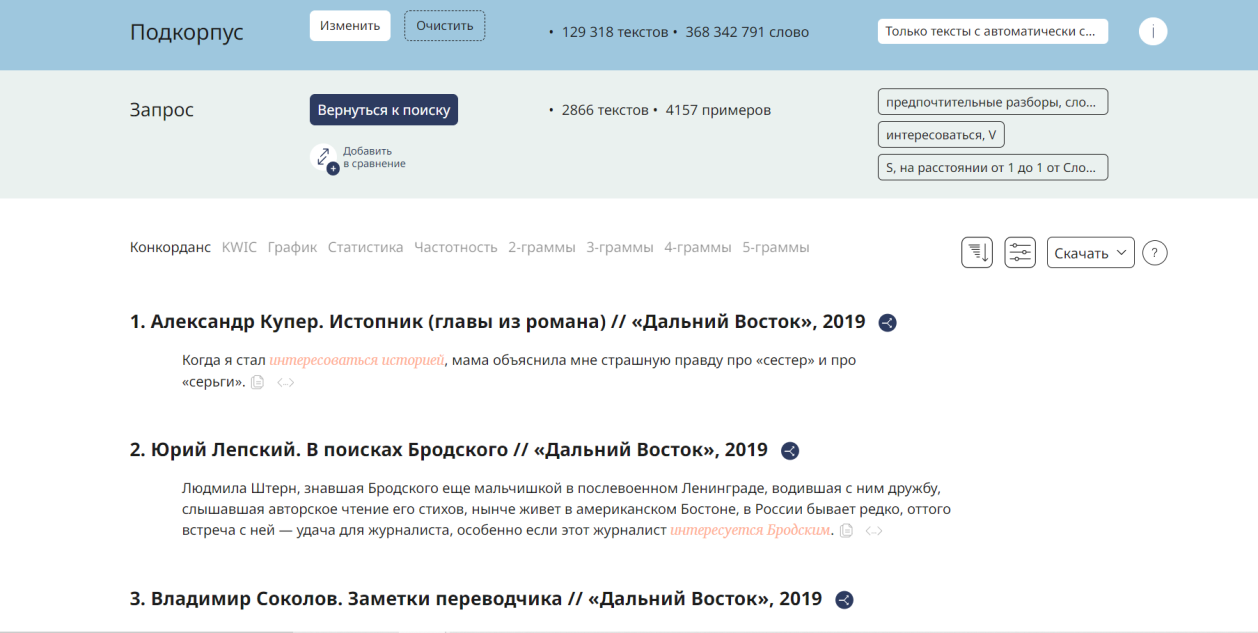 Подкорпус
Изменить
Очистить
• 129 318 текстов • 368 342 791 слово
Только тексты с автоматически с...
i
Запрос
Вернуться к поиску
• 2866 текстов • 4157 примеров
предпочтительные разборы, сло...
интересоваться, V
S, на расстоянии от 1 до 1 от Сло...
Добавить
в сравнение
Конкорданс KWIC График Статистика Частотность 2-граммы 3-граммы 4-граммы 5-граммы
Скачать
?
1. Александр Купер. Истопник (главы из романа) // «Дальний Восток», 2019
Когда я стал интересоваться историей, мама объяснила мне страшную правду про «сестер» и про
«серьги».
2. Юрий Лепский. В поисках Бродского // «Дальний Восток», 2019
Людмила Штерн, знавшая Бродского еще мальчишкой в послевоенном Ленинграде, водившая с ним дружбу,
слышавшая авторское чтение его стихов, нынче живет в американском Бостоне, в России бывает редко, оттого
встреча с ней — удача для журналиста, особенно если этот журналист интересуется Бродским.
3. Владимир Соколов. Заметки переводчика // «Дальний Восток», 2019